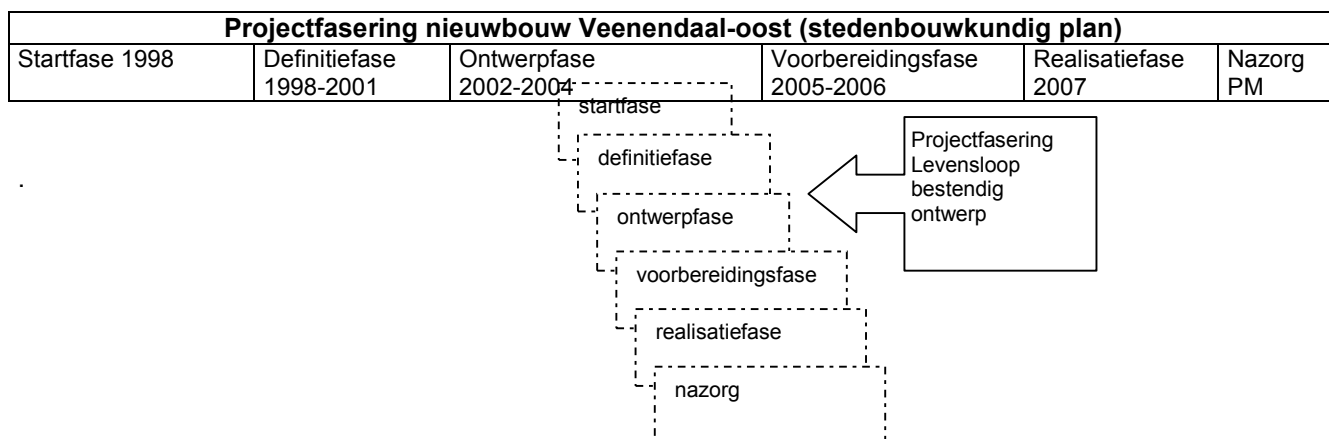 Projectfasering nieuwbouw Veenendaal-oost (stedenbouwkundig plan)
Startfase 1998
Definitiefase
1998-2001
Ontwerpfase
2002-2004
Voorbereidingsfase
2005-2006
Realisatiefase
2007
Nazorg
PM
startfase
definitiefase
ontwerpfase
voorbereidingsfase
realisatiefase
nazorg
Projectfasering
Levensloop
bestendig
ontwerp
.